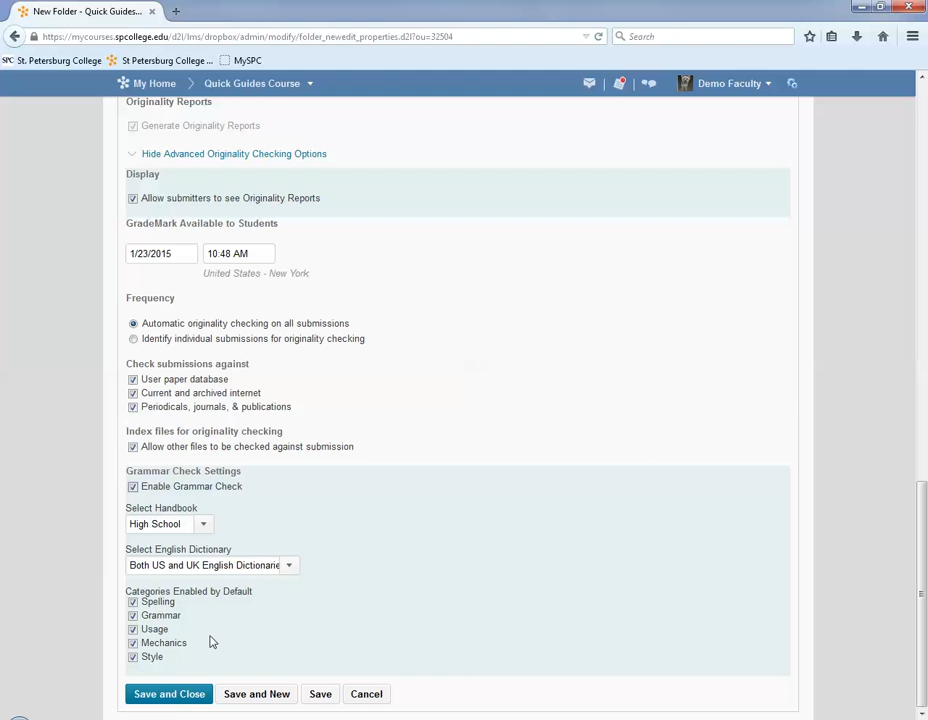 New Folder - Quick Guides...
https://mycourses.spcollege.edu/d2l/lms/dropbox/admin/modify/folder_newedit_properties.d2l?ou=32504
Search
SPC St. Petersburg College St Petersburg College ... MySPC
My Home Quick Guides Course Demo Faculty
Originality Reports
Generate Originality Reports
Hide Advanced Originality Checking Options
Display
Allow submitters to see Originality Reports
GradeMark Available to Students
1/23/2015 10:48 AM
United States - New York
Frequency
Automatic originality checking on all submissions
Identify individual submissions for originality checking
Check submissions against
User paper database
Current and archived internet
Periodicals, journals, & publications
Index files for originality checking
Allow other files to be checked against submission
Grammar Check Settings
Enable Grammar Check
Select Handbook
High School
Select English Dictionary
Both US and UK English Dictionarie
Categories Enabled by Default
Spelling
Grammar
Usage
Mechanics
Style
Save and Close Save and New Save Cancel